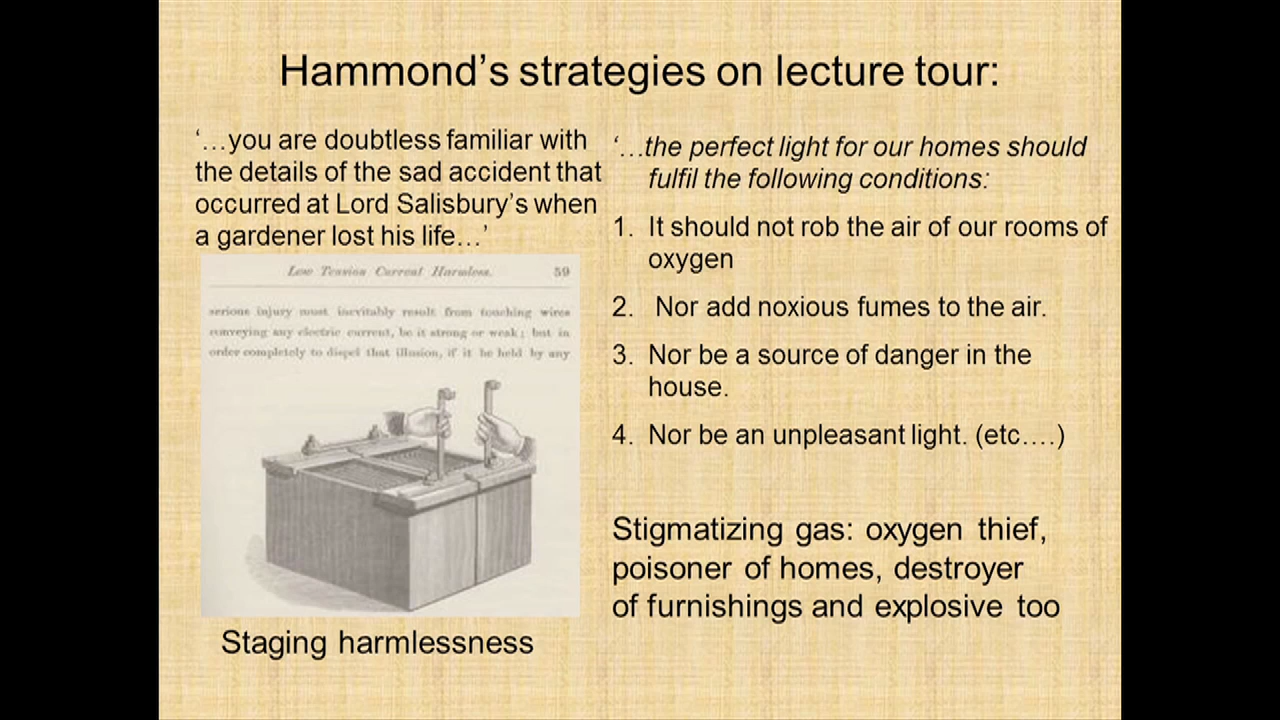 Hammond’s strategies on lecture tour:
‘…you are doubtless familiar with
the details of the sad accident that
occurred at Lord Salisbury’s when
a gardener lost his life…’
Low Tension Current Harmless. 59
serious injury must inevitably result from touching wires
conveying any electric current, be it strong or weak; but in
order completely to dispel that illusion, if it be held by any
Staging harmlessness
‘…the perfect light for our homes should
fulfil the following conditions:
1. It should not rob the air of our rooms of
oxygen
2. Nor add noxious fumes to the air.
3. Nor be a source of danger in the
house.
4. Nor be an unpleasant light. (etc….)
Stigmatizing gas: oxygen thief,
poisoner of homes, destroyer
of furnishings and explosive too